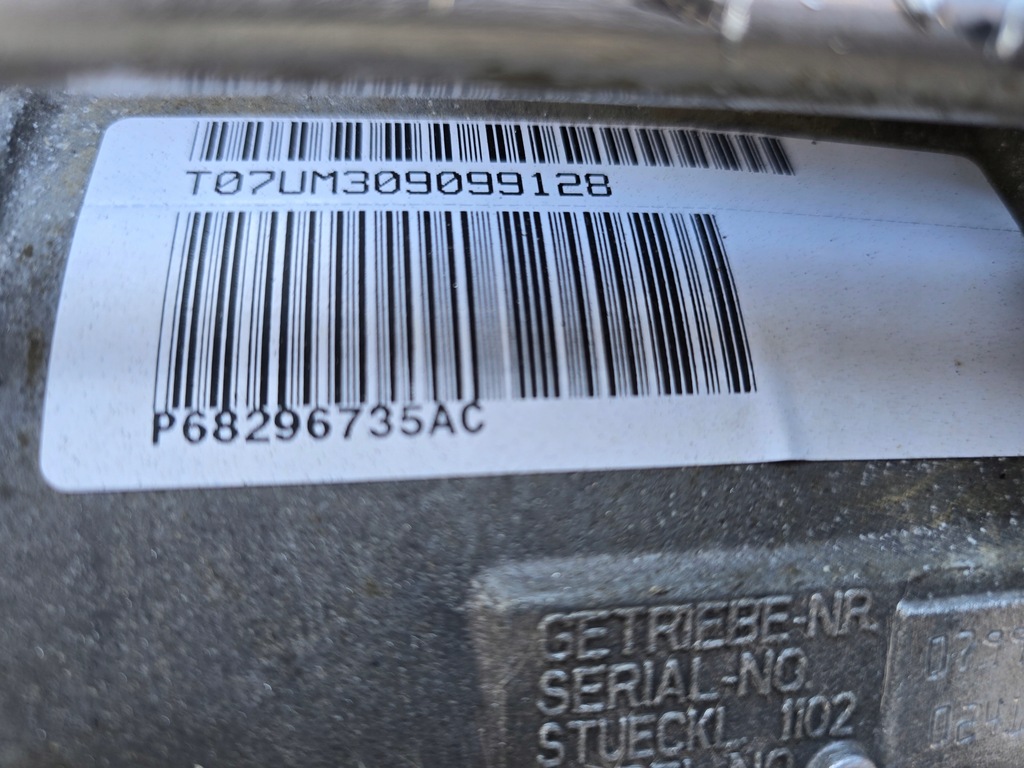 T07UM309099128
P68296735AC
GETRIEBE-NR.
SERIAL-NO.
STUECKL. 1102